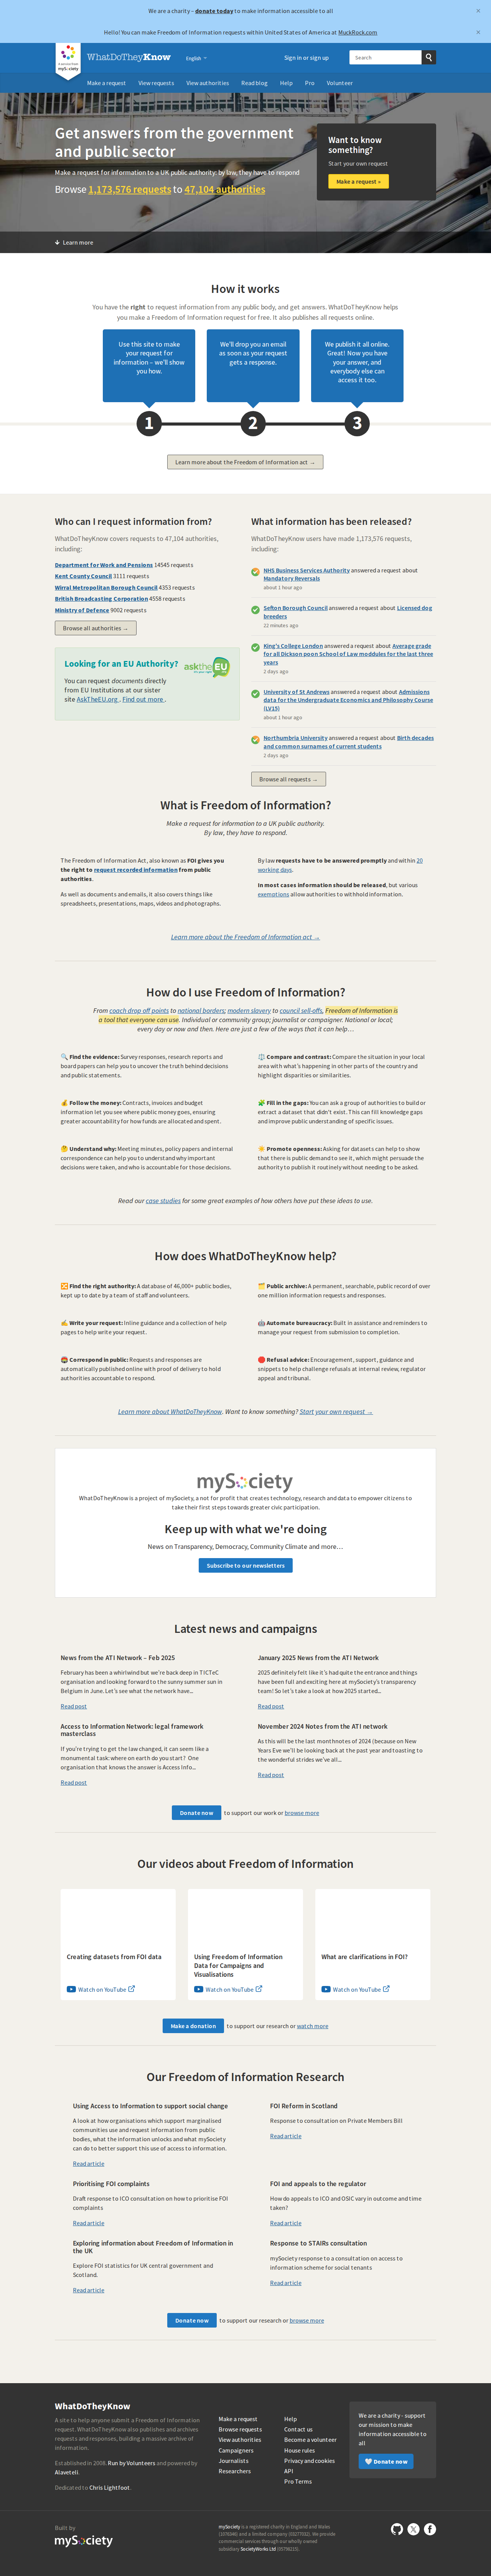 We are a charity – donate today to make information accessible to all
×
Hello! You can make Freedom of Information requests within United States of America at MuckRock.com
×
a service from
mySociety
WhatDoTheyKnow
English
Sign in or sign up
Search
Make a request
View requests
View authorities
Read blog
Help
Pro
Volunteer
Get answers from the government
and public sector
Make a request for information to a UK public authority: by law, they have to respond
Browse 1,173,576 requests to 47,104 authorities
Want to know
something?
Start your own request
Make a request »
↓ Learn more
How it works
You have the right to request information from any public body, and get answers. WhatDoTheyKnow helps
you make a Freedom of Information request for free. It also publishes all requests online.
Use this site to make
your request for
information – we'll show
you how.
We'll drop you an email
as soon as your request
gets a response.
We publish it all online.
Great! Now you have
your answer, and
everybody else can
access it too.
1
2
3
Learn more about the Freedom of Information act →
Who can I request information from?
WhatDoTheyKnow covers requests to 47,104 authorities,
including:
Department for Work and Pensions 14545 requests
Kent County Council 3111 requests
Wirral Metropolitan Borough Council 4353 requests
British Broadcasting Corporation 4558 requests
Ministry of Defence 9002 requests
Browse all authorities →
Looking for an EU Authority?
asktheEU
You can request documents directly
from EU Institutions at our sister
site AskTheEU.org . Find out more .
What information has been released?
WhatDoTheyKnow users have made 1,173,576 requests,
including:
NHS Business Services Authority answered a request about
Mandatory Reversals
about 1 hour ago
Sefton Borough Council answered a request about Licensed dog
breeders
22 minutes ago
King's College London answered a request about Average grade
for all Dickson poon School of Law moddules for the last three
years
2 days ago
University of St Andrews answered a request about Admissions
data for the Undergraduate Economics and Philosophy Course
(LV15)
about 1 hour ago
Northumbria University answered a request about Birth decades
and common surnames of current students
2 days ago
Browse all requests →
What is Freedom of Information?
Make a request for information to a UK public authority.
By law, they have to respond.
The Freedom of Information Act, also known as FOI gives you
the right to request recorded information from public
authorities.
As well as documents and emails, it also covers things like
spreadsheets, presentations, maps, videos and photographs.
By law requests have to be answered promptly and within 20
working days.
In most cases information should be released, but various
exemptions allow authorities to withhold information.
Learn more about the Freedom of Information act →
How do I use Freedom of Information?
From coach drop off points to national borders; modern slavery to council sell-offs, Freedom of Information is
a tool that everyone can use. Individual or community group; journalist or campaigner. National or local;
every day or now and then. Here are just a few of the ways that it can help…
🔍 Find the evidence: Survey responses, research reports and
board papers can help you to uncover the truth behind decisions
and public statements.
⚖️ Compare and contrast: Compare the situation in your local
area with what's happening in other parts of the country and
highlight disparities or similarities.
💰 Follow the money: Contracts, invoices and budget
information let you see where public money goes, ensuring
greater accountability for how funds are allocated and spent.
🧩 Fill in the gaps: You can ask a group of authorities to build or
extract a dataset that didn't exist. This can fill knowledge gaps
and improve public understanding of specific issues.
🤔 Understand why: Meeting minutes, policy papers and internal
correspondence can help you to understand why important
decisions were taken, and who is accountable for those decisions.
☀️ Promote openness: Asking for datasets can help to show
that there is public demand to see it, which might persuade the
authority to publish it routinely without needing to be asked.
Read our case studies for some great examples of how others have put these ideas to use.
How does WhatDoTheyKnow help?
🔀 Find the right authority: A database of 46,000+ public bodies,
kept up to date by a team of staff and volunteers.
🗂️ Public archive: A permanent, searchable, public record of over
one million information requests and responses.
✍️ Write your request: Inline guidance and a collection help
pages to help write your request.
🤖 Automate bureaucracy: Built in assistance and reminders to
manage your request from submission to completion.
Correspond in public: Requests and responses are
automatically published online with proof of delivery to hold
authorities accountable to respond.
🛑 Refusal advice: Encouragement, support, guidance and
snippets to help challenge refusals at internal review, regulator
appeal and tribunal.
Learn more about WhatDoTheyKnow. Want to know something? Start your own request →
mySociety
WhatDoTheyKnow is a project of mySociety, a not for profit that creates technology, research and data to empower citizens to
take their first steps towards greater civic participation.
Keep up with what we're doing
News on Transparency, Democracy, Community Climate and more…
Subscribe to our newsletters
Latest news and campaigns
News from the ATI Network – Feb 2025
February has been a whirlwind but we're back deep in TICTeC
organisation and looking forward to the sunny summer sun in
Belgium in June. Let's see what the network have...
Read post
January 2025 News from the ATI Network
2025 definitely felt like it's had quite the entrance and things
have been full and exciting here at mySociety's transparency
team! So let's take a look at how 2025 started...
Read post
Access to Information Network: legal framework
masterclass
If you're trying to get the law changed, it can seem like a
monumental task: where on earth do you start? One
organisation that knows the answer is Access Info...
Read post
November 2024 Notes from the ATI network
As this will be the last monthnotes of 2024 (because on New
Years Eve we'll be looking back at the past year and toasting to
the wonderful strides we've all...
Read post
Donate now to support our work or browse more
Our videos about Freedom of Information
Creating datasets from FOI data
Watch on YouTube
Using Freedom of Information
Data for Campaigns and
Visualisations
Watch on YouTube
What are clarifications in FOI?
Watch on YouTube
Make a donation to support our research or watch more
Our Freedom of Information Research
Using Access to Information to support social change
A look at how organisations which support marginalised
communities use and request information from public
bodies, what the information unlocks and what mySociety
can do to better support this use of access to information.
Read article
FOI Reform in Scotland
Response to consultation on Private Members Bill
Read article
Prioritising FOI complaints
Draft response to ICO consultation on how to prioritise FOI
complaints
Read article
FOI and appeals to the regulator
How do appeals to ICO and OSIC vary in outcome and time
taken?
Read article
Exploring information about Freedom of Information in
the UK
Explore FOI statistics for UK central government and
Scotland.
Read article
Response to STAIRs consultation
mySociety response to a consultation on access to
information scheme for social tenants
Read article
Donate now to support our research or browse more
WhatDoTheyKnow
A site to help anyone submit a Freedom of Information
request. WhatDoTheyKnow also publishes and archives
requests and responses, building a massive archive of
information.
Established in 2008. Run by Volunteers and powered by
Alaveteli.
Dedicated to Chris Lightfoot.
Make a request
Browse requests
View authorities
Campaigners
Journalists
Researchers
Help
Contact us
Become a volunteer
House rules
Privacy and cookies
API
Pro Terms
We are a charity - support
our mission to make
information accessible to
all
🤍 Donate now
Built by
mySociety
mySociety is a registered charity in England and Wales
(1076346) and a limited company (03277032). We provide
commercial services through our wholly owned
subsidiary SocietyWorks Ltd (05798215).